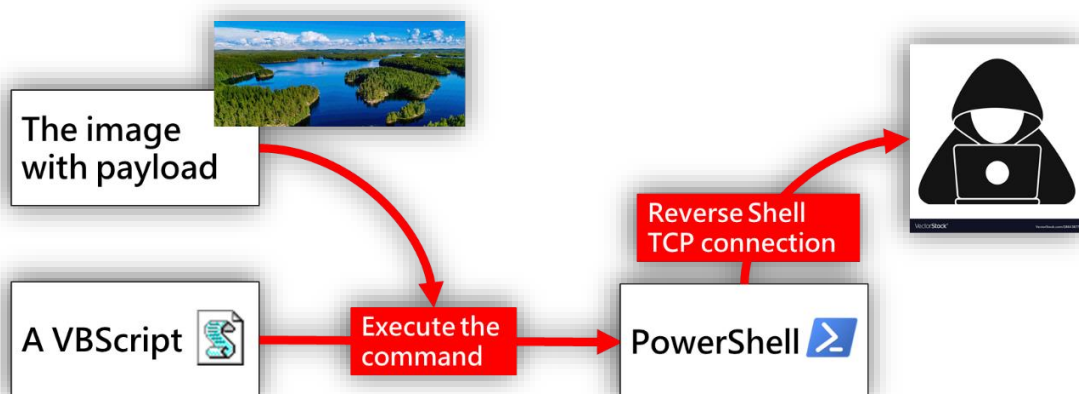 The image
with payload
Reverse Shell
TCP connection
VectorStock®
A VBScript
Execute the
command
PowerShell